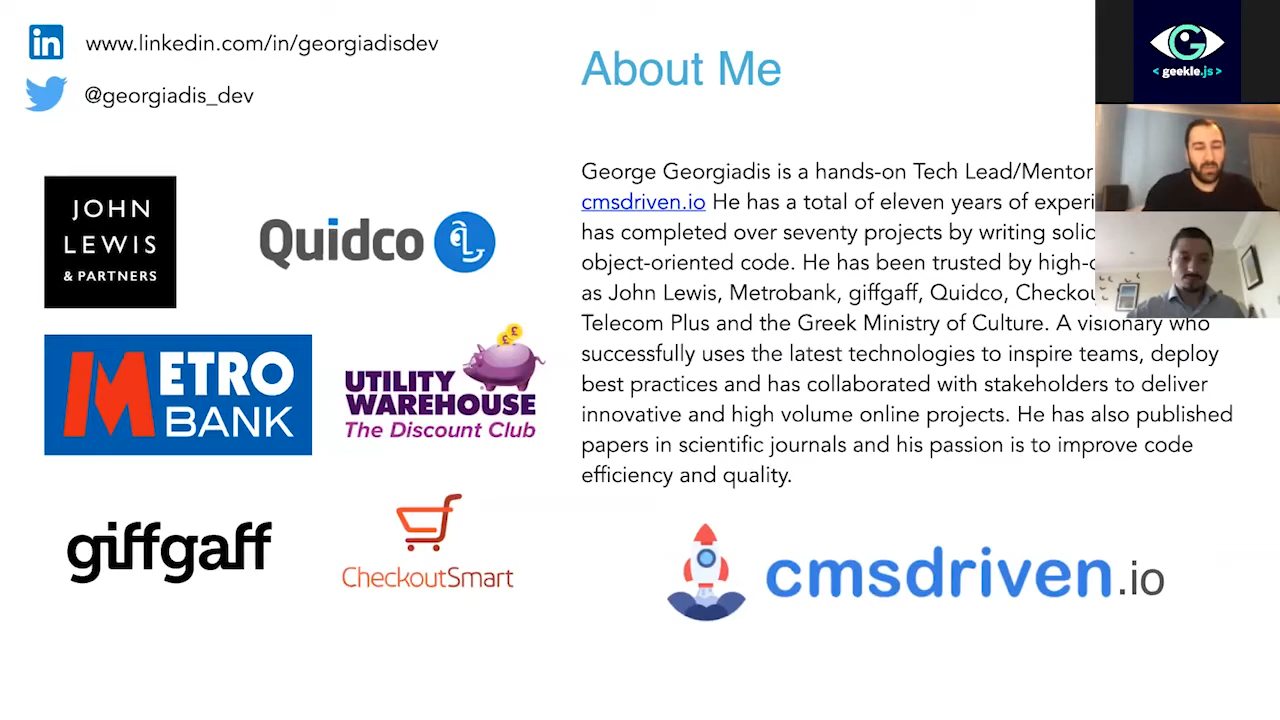 www.linkedin.com/in/georgiadisdev
@georgiadis_dev
About Me
G
< geekle.js >
JOHN
LEWIS
& PARTNERS
Quidco
METRO
BANK
UTILITY
WAREHOUSE
The Discount Club
giffgaff
CheckoutSmart
George Georgiadis is a hands-on Tech Lead/Mentor
cmsdriven.io He has a total of eleven years of
has completed over seventy projects by writing
object-oriented code. He has been trusted by
as John Lewis, Metrobank, giffgaff, Quidco,
Telecom Plus and the Greek Ministry of Culture. A visionary who
successfully uses the latest technologies to inspire teams, deploy
best practices and has collaborated with stakeholders to deliver
innovative and high volume online projects. He has also published
papers in scientific journals and his passion is to improve code
efficiency and quality.
cmsdriven.io